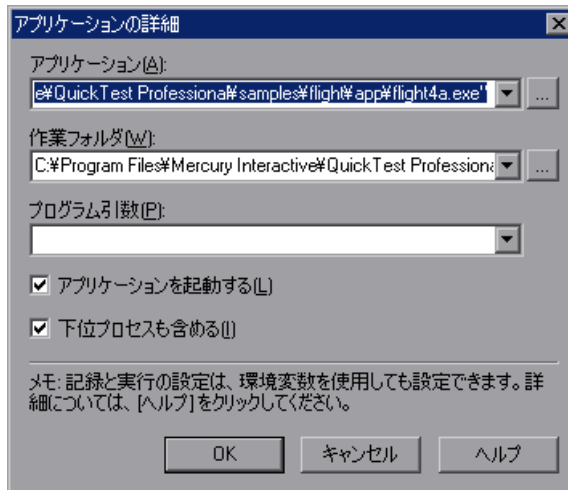 アプリケーションの詳細
アプリケーション(A):
e¥QuickTest Professiona¥samples¥flight¥app¥flight4a.exe"
...
作業フォルダ(W):
C:¥Program Files¥Mercury Interactive¥QuickTest Professiona
...
プログラム引数(P):
アプリケーションを起動する(L)
下位プロセスも含める(I)
メモ: 記録と実行の設定は、環境変数を使用しても設定できます。詳
細については、[ヘルプ]をクリックしてください。
OK キャンセル ヘルプ